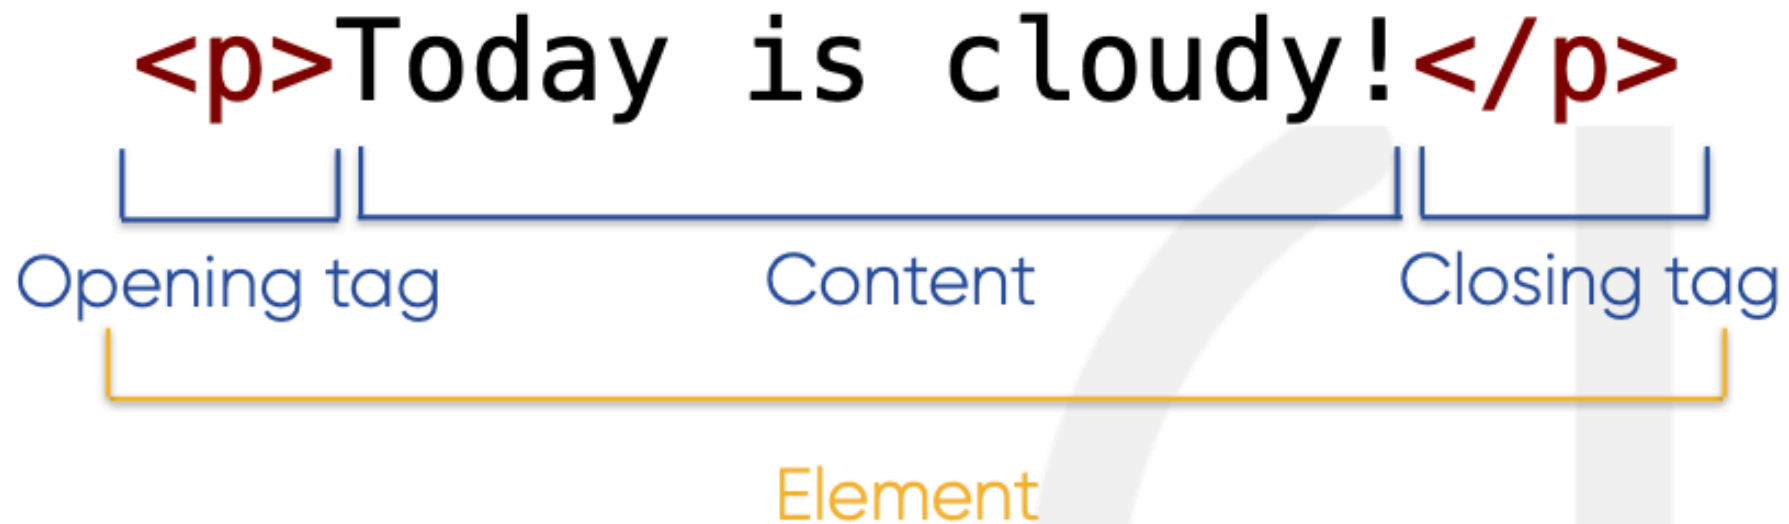 <p>Today is cloudy!</p>
Opening tag Content Closing tag
Element